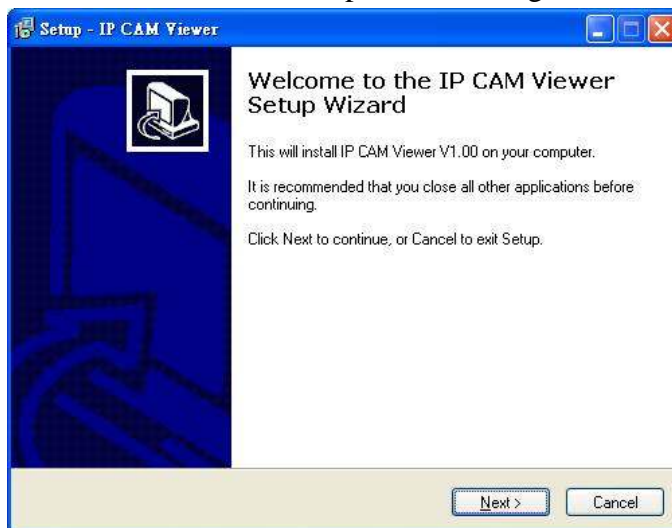 Setup - IP CAM Viewer
Welcome to the IP CAM Viewer
Setup Wizard
This will install IP CAM Viewer V1.00 on your computer.
It is recommended that you close all other applications before
continuing.
Click Next to continue, or Cancel to exit Setup.
Next >
Cancel